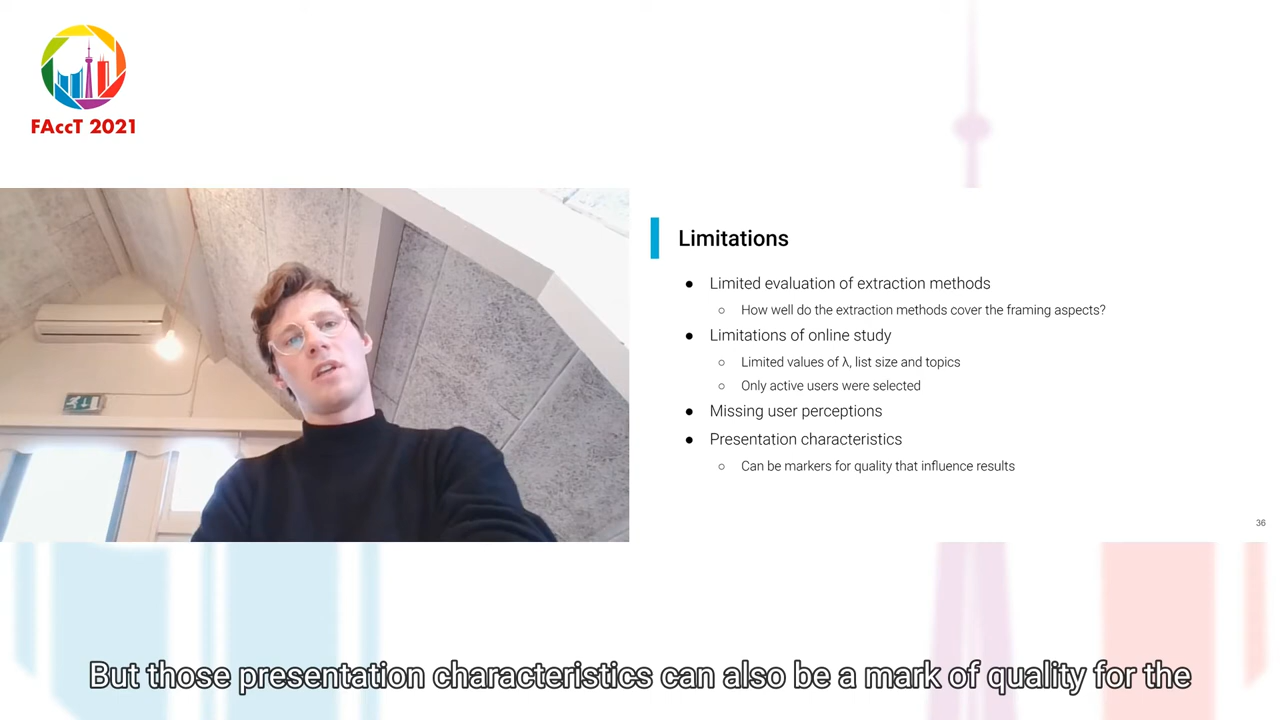 FAccT 2021
Limitations
● Limited evaluation of extraction methods
○ How well do the extraction methods cover the framing aspects?
● Limitations of online study
○ Limited values of λ, list size and topics
○ Only active users were selected
● Missing user perceptions
● Presentation characteristics
○ Can be markers for quality that influence results
36
But those presentation characteristics can also be a mark of quality for the